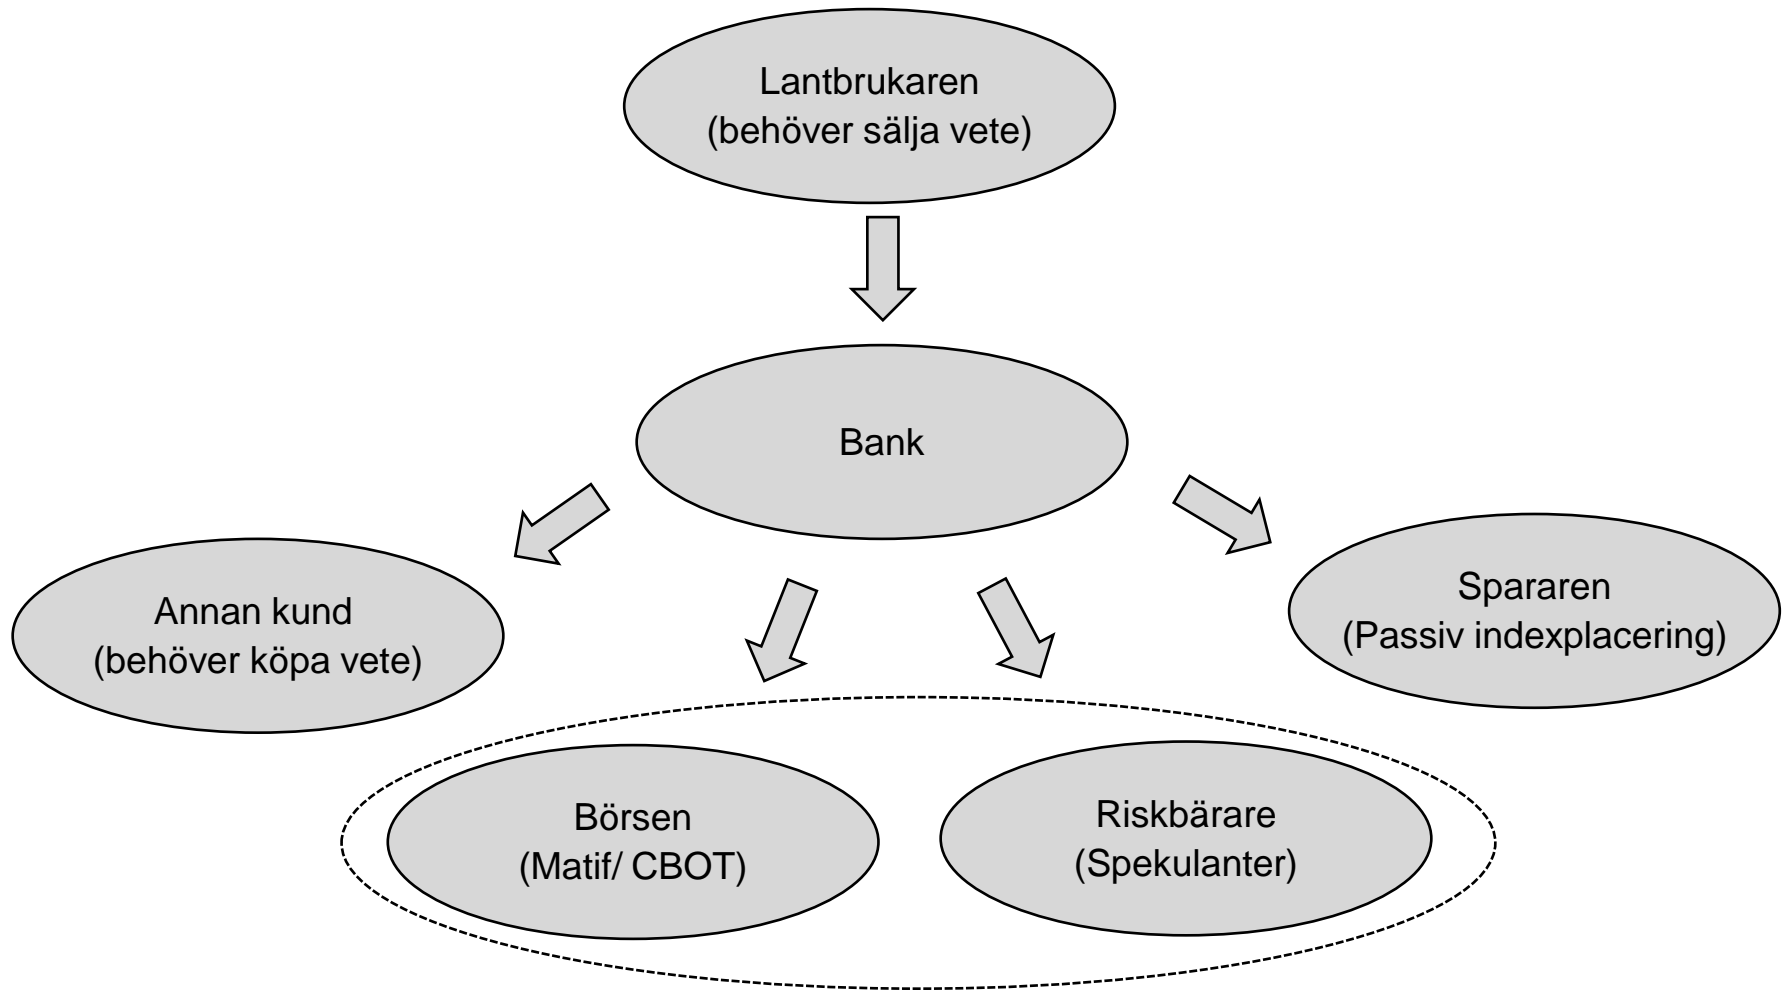 Lantbrukaren
(behöver sälja vete)
Bank
Annan kund
(behöver köpa vete)
Spararen
(Passiv indexplacering)
Börsen
(Matif/ CBOT)
Riskbärare
(Spekulanter)